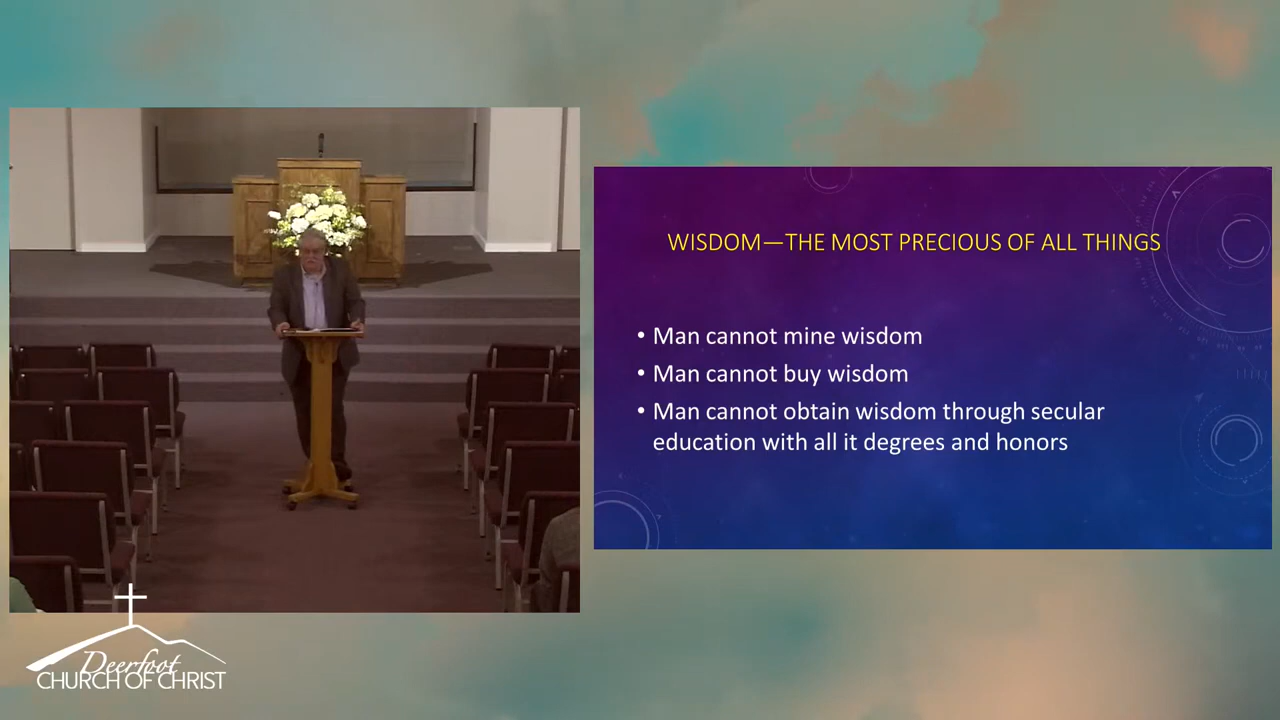 WISDOM—THE MOST PRECIOUS OF ALL THINGS
• Man cannot mine wisdom
• Man cannot buy wisdom
• Man cannot obtain wisdom through secular
education with all it degrees and honors
Deerfoot
CHURCH OF CHRIST